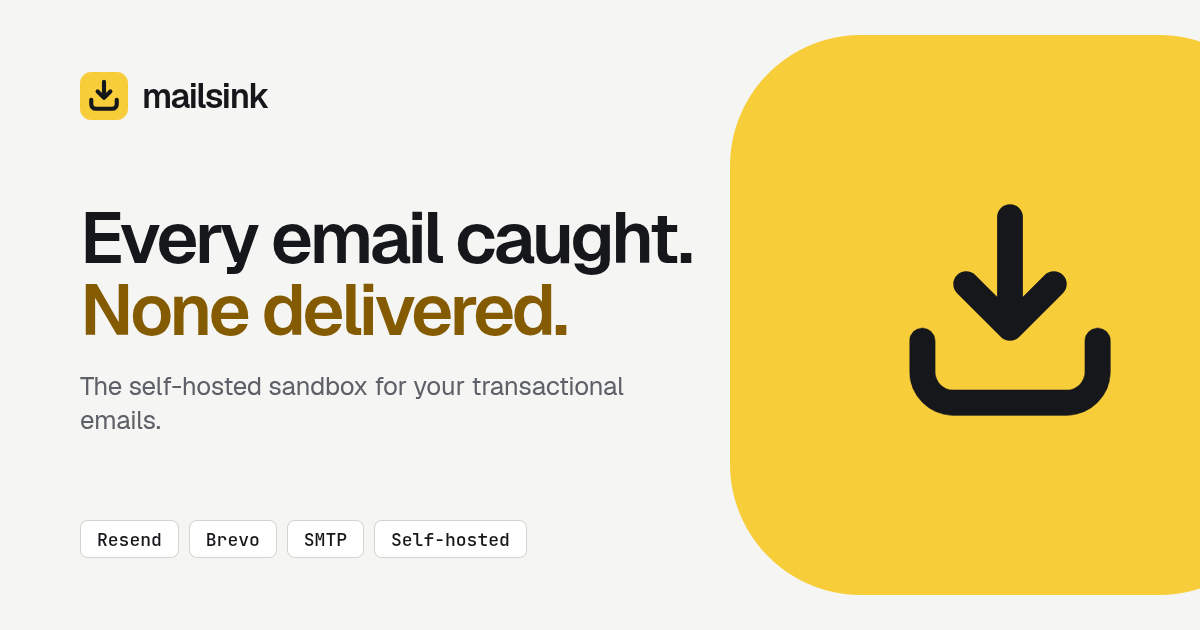 mailsink
Every email caught.
None delivered.
The self-hosted sandbox for your transactional
emails.
Resend
Brevo
SMTP
Self-hosted